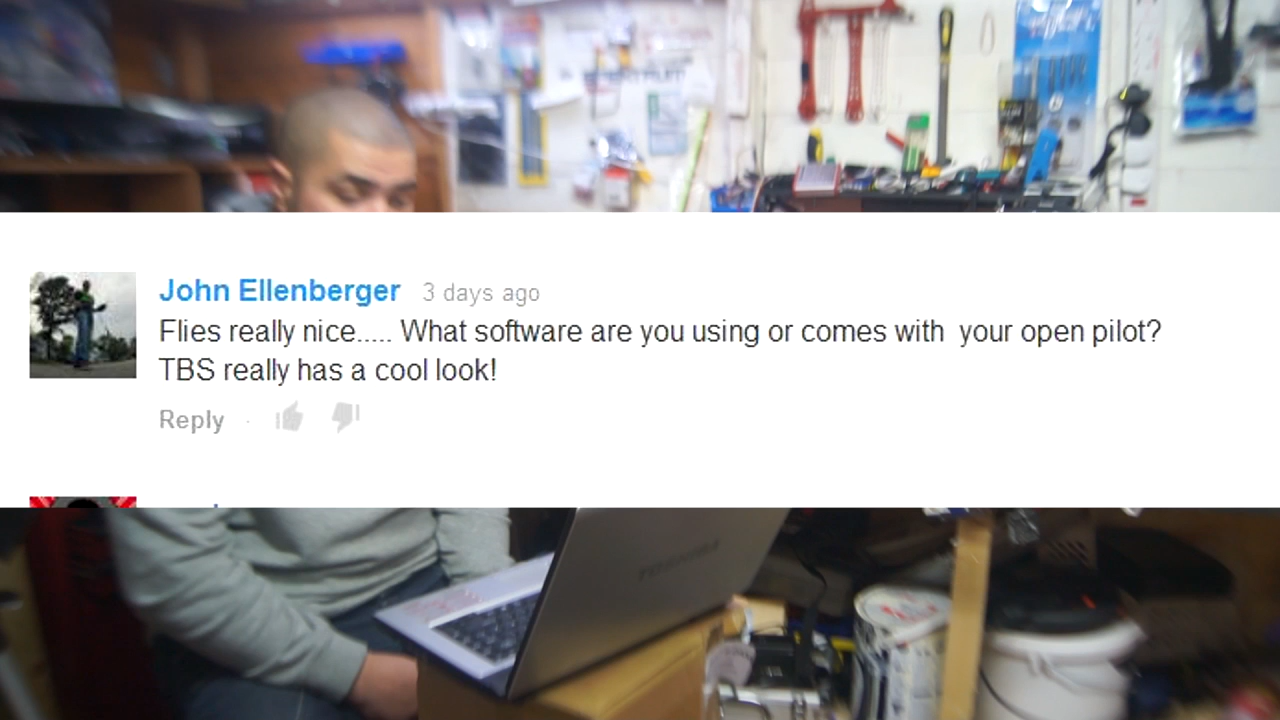 John Ellenberger 3 days ago
Flies really nice..... What software are you using or comes with  your open pilot?
TBS really has a cool look!
Reply ·
TOSHIBA